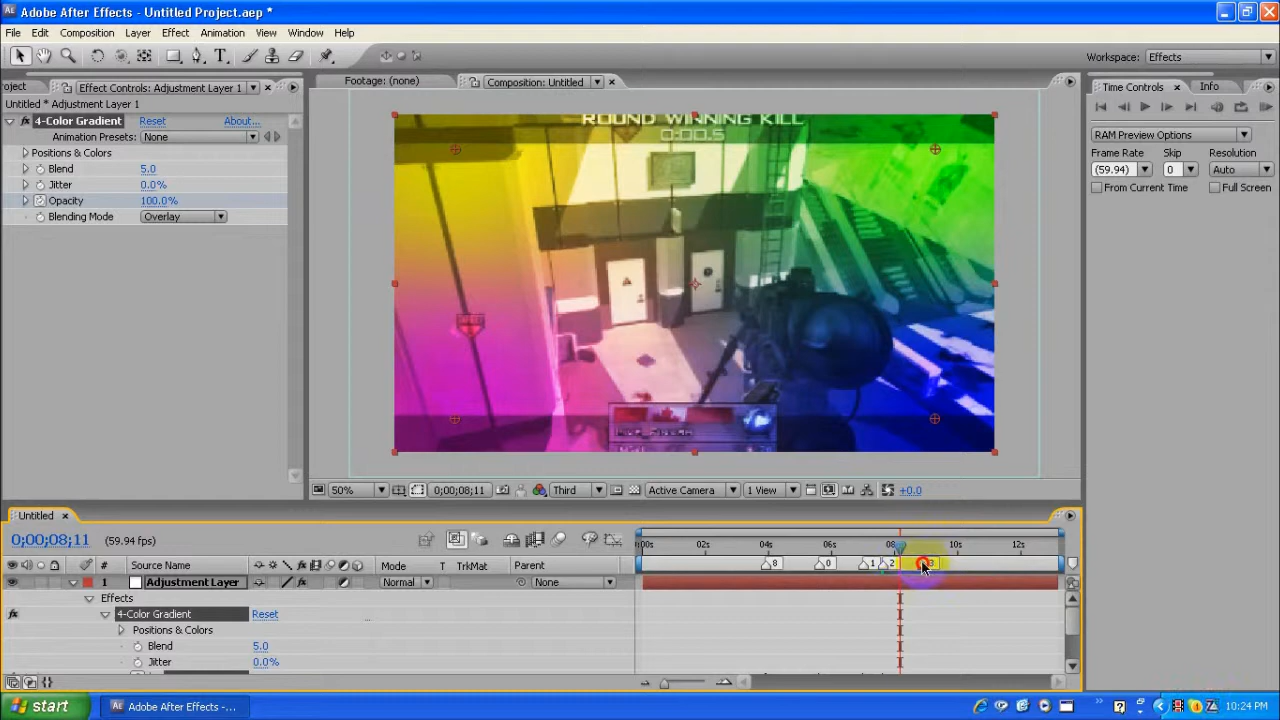 Adobe After Effects - Untitled Project.aep *
File Edit Composition Layer Effect Animation View Window Help
Workspace: Effects
oject Effect Controls: Adjustment Layer 1
Footage: (none) Composition: Untitled
Time Controls Info
Untitled * Adjustment Layer 1
4-Color Gradient Reset About...
Animation Presets: None
Positions & Colors
Blend 5.0
Jitter 0.0%
Opacity 100.0%
Blending Mode Overlay
ROUND WINNING KILL
0:00.5
RAM Preview Options
Frame Rate Skip Resolution
(59.94) 0 Auto
From Current Time Full Screen
50% 0;00;08;11 Third Active Camera 1 View +0.0
Untitled
0;00;08;11 (59.94 fps)
:00s 02s 04s 06s 08 10s 12s
# Source Name Mode T TrkMat Parent
8 0 1 2 3
1 Adjustment Layer Normal None
Effects
4-Color Gradient Reset
Positions & Colors
Blend 5.0
Jitter 0.0%
start Adobe After Effects - ... 10:24 PM